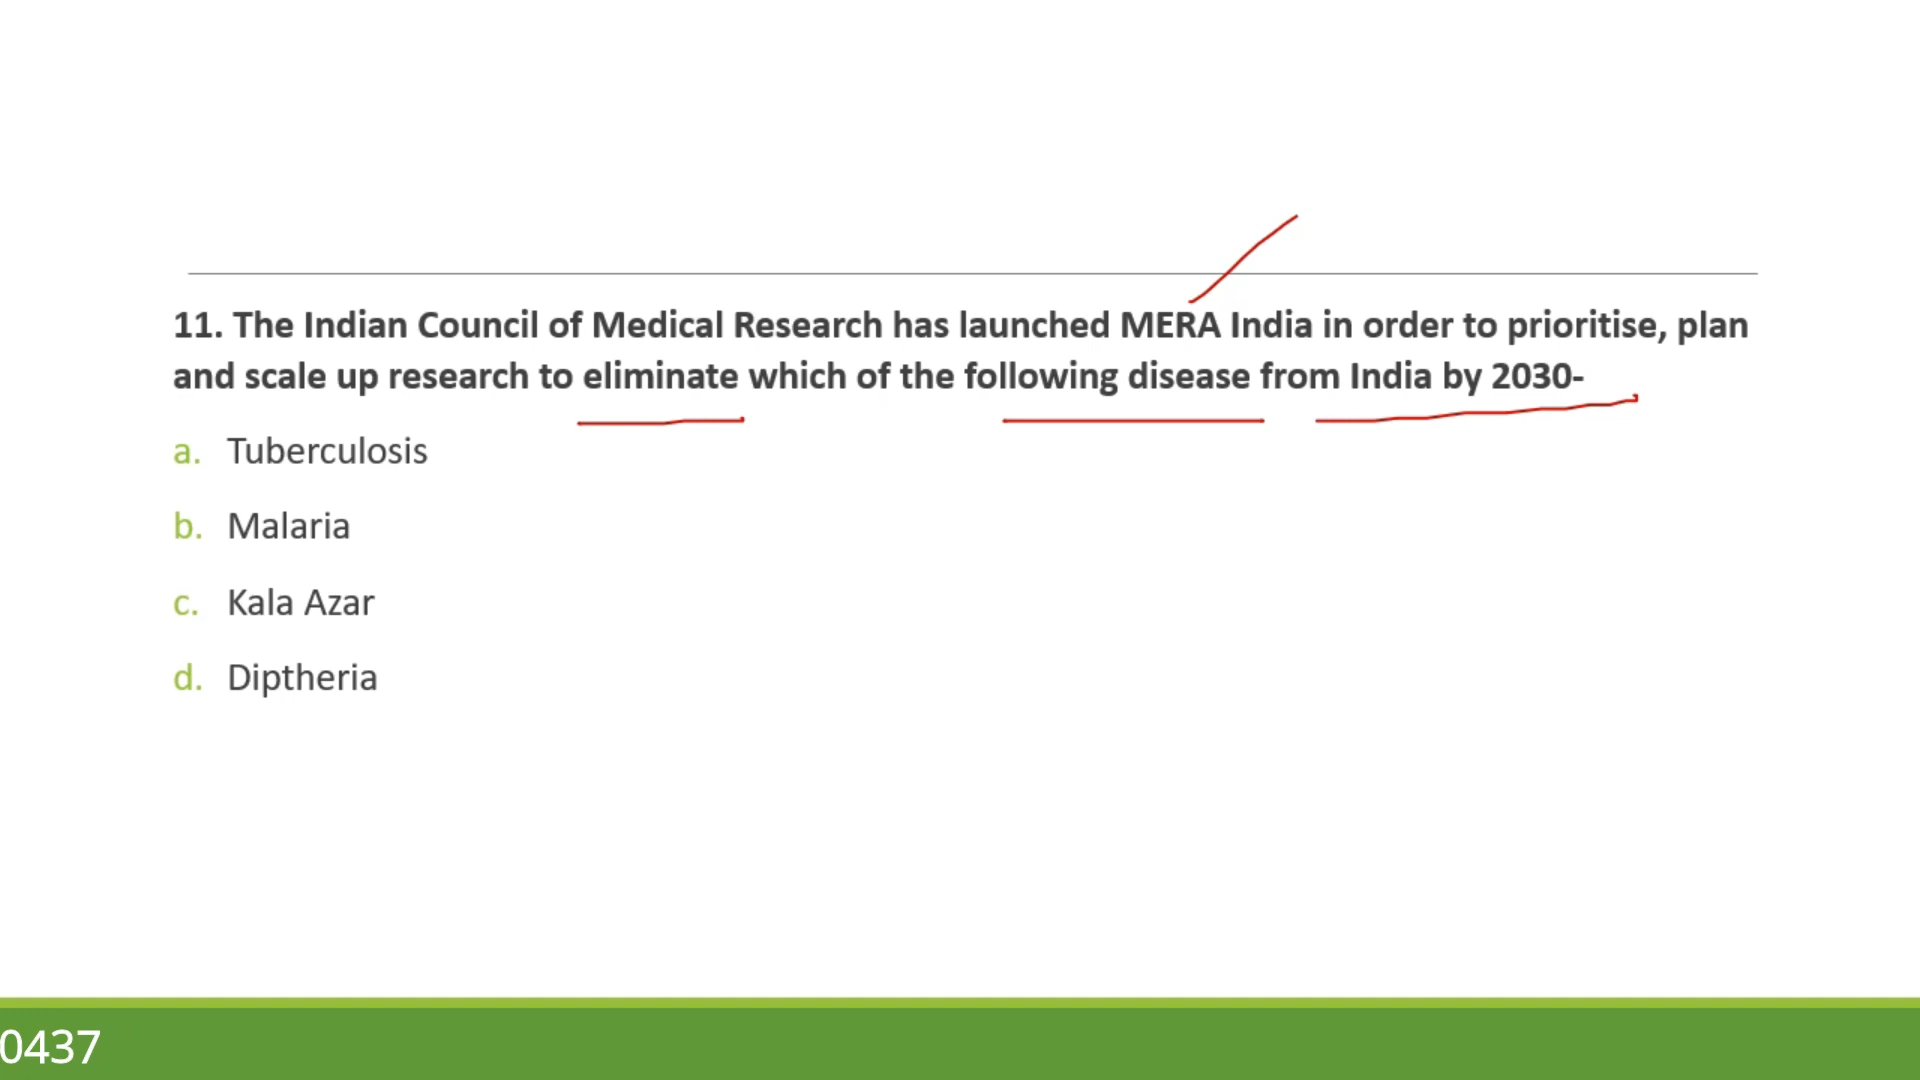 11. The Indian Council of Medical Research has launched MERA India in order to prioritise, plan
and scale up research to eliminate which of the following disease from India by 2030-
a. Tuberculosis
b. Malaria
c. Kala Azar
d. Diptheria
0437